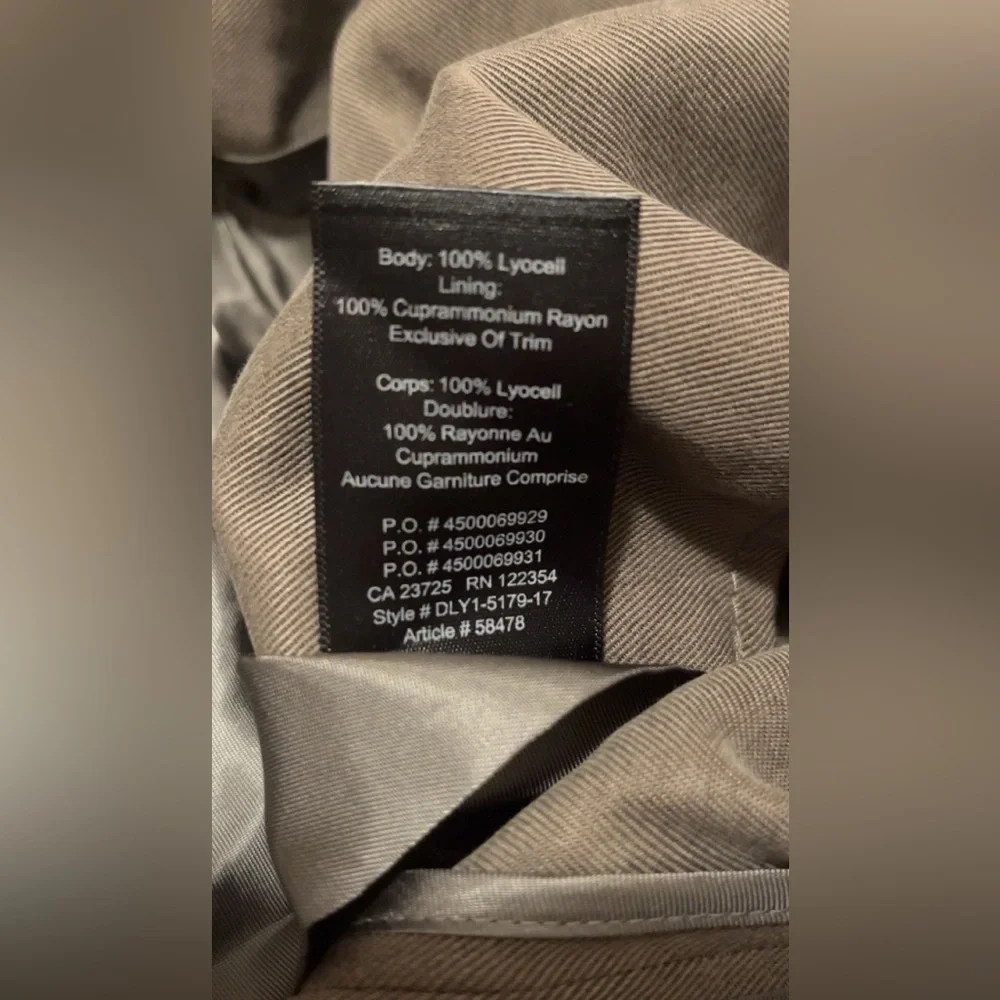 Body: 100% Lyocell
Lining:
100% Cuprammonium Rayon
Exclusive Of Trim
Corps: 100% Lyocell
Doublure:
100% Rayonne Au
Cuprammonium
Aucune Garniture Comprise
P.O. # 4500069929
P.O. # 4500069930
P.O. # 4500069931
CA 23725 RN 122354
Style # DLY1-5179-17
Article # 58478